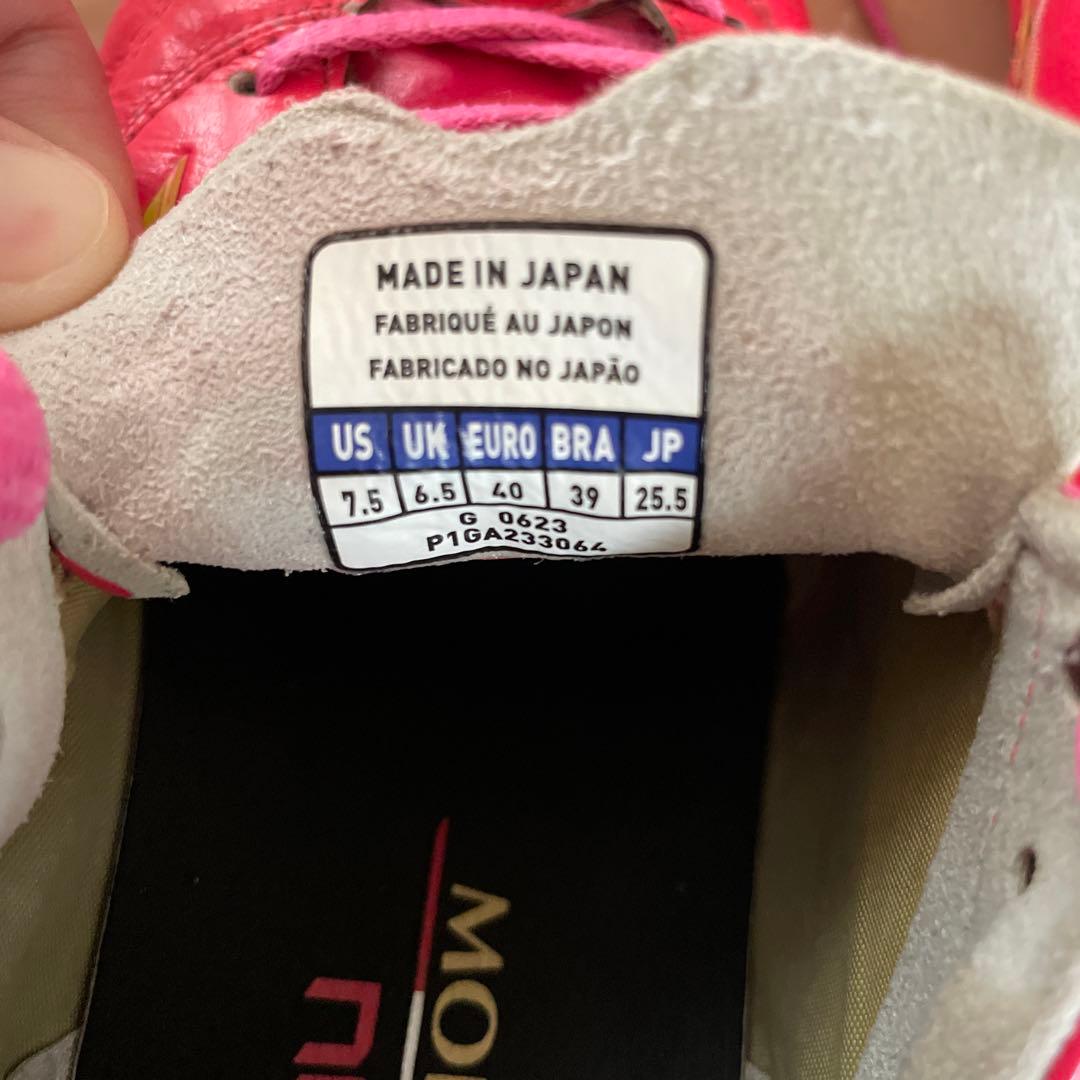 MADE IN JAPAN
FABRIQUÉ AU JAPON
FABRICADO NO JAPÃO
US UK EURO BRA JP
7.5 6.5 40 39 25.5
G 0623
P1GA233064